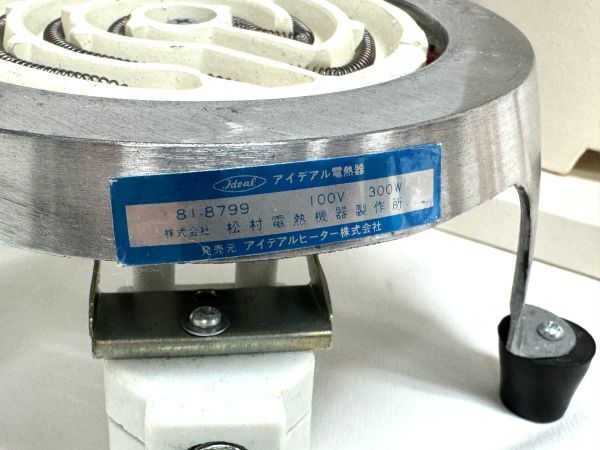 Ideal アイデアル電熱器
81-8799 100V 300W
株式会社 松村電熱機器製作所
発売元 アイデアルヒーター株式会社